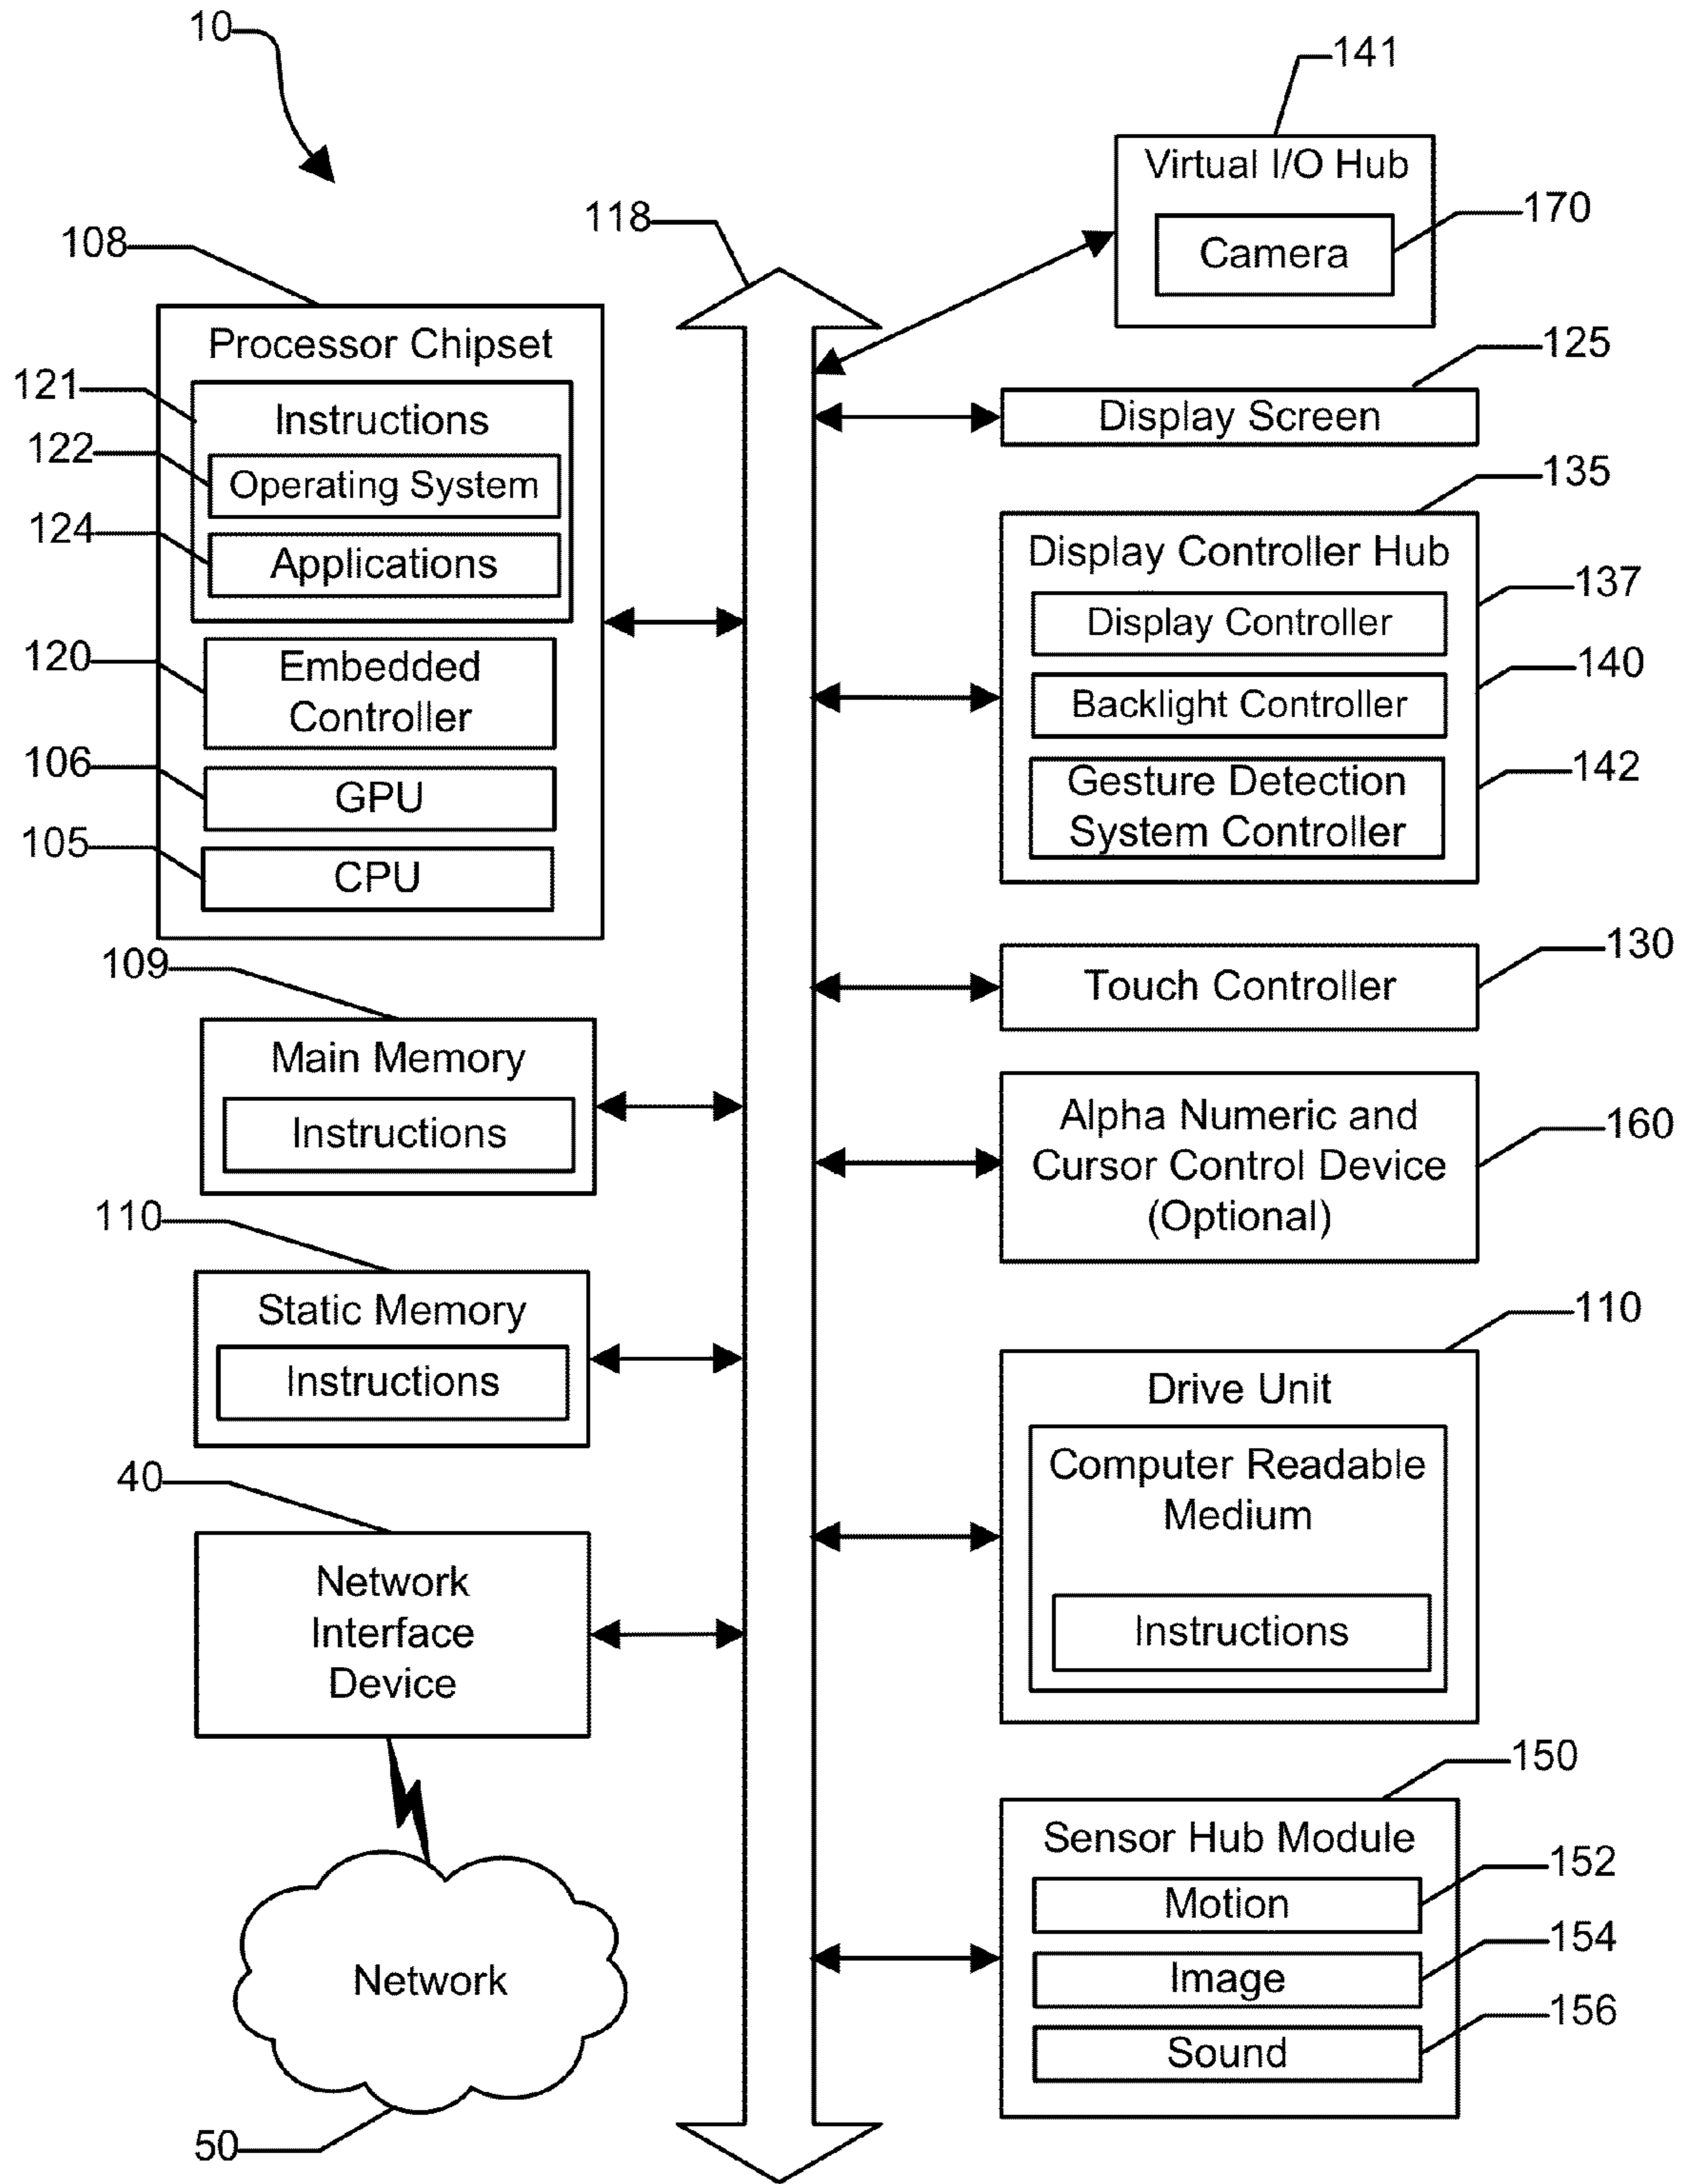 10
141
Virtual I/O Hub
170
Camera
118
108
Processor Chipset
121
Instructions
122
Operating System
124
Applications
120
Embedded
Controller
106
GPU
105
CPU
109
Main Memory
Instructions
110
Static Memory
Instructions
40
Network
Interface
Device
Network
50
125
Display Screen
135
Display Controller Hub
137
Display Controller
140
Backlight Controller
142
Gesture Detection
System Controller
130
Touch Controller
160
Alpha Numeric and
Cursor Control Device
(Optional)
110
Drive Unit
Computer Readable
Medium
Instructions
150
Sensor Hub Module
152
Motion
154
Image
156
Sound